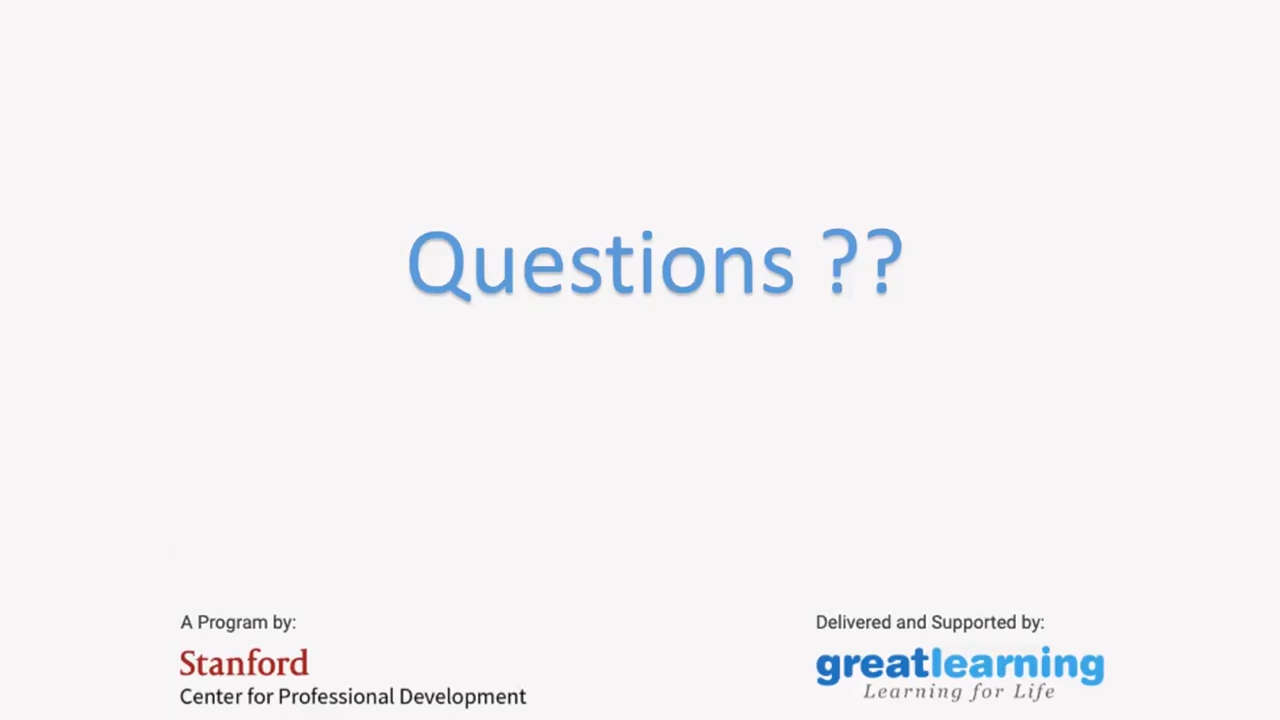 Questions ??
A Program by:
Stanford
Center for Professional Development
Delivered and Supported by:
greatlearning
Learning for Life